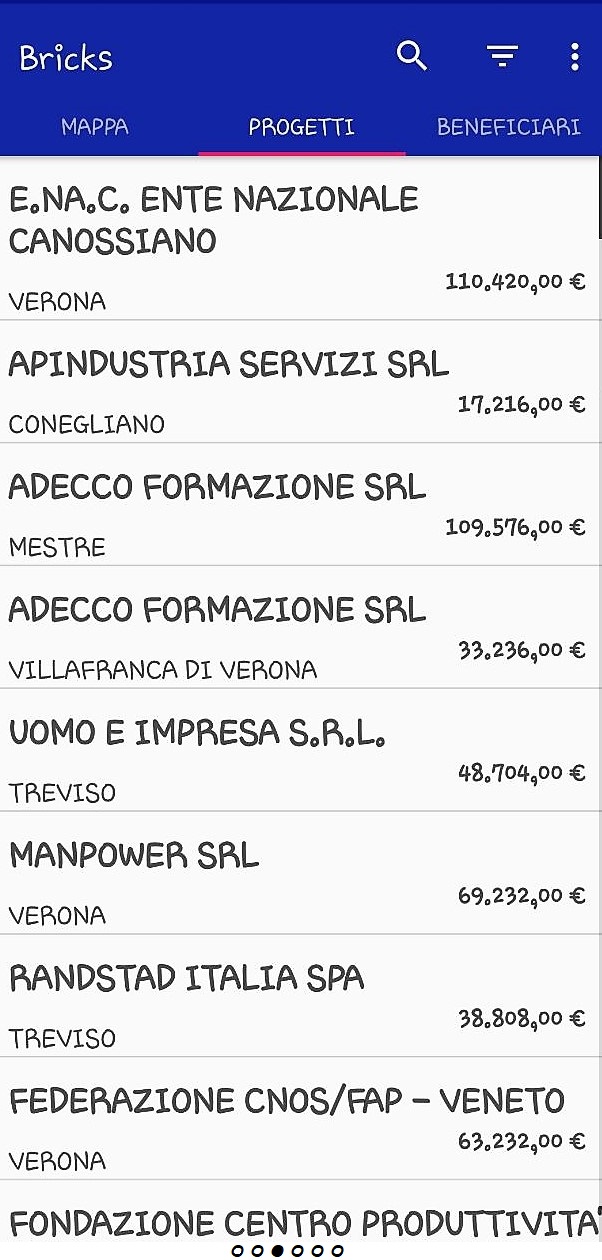 Bricks
MAPPA PROGETTI BENEFICIARI
E.NA.C. ENTE NAZIONALE
CANOSSIANO
110.420,00 €
VERONA
APINDUSTRIA SERVIZI SRL
17.216,00 €
CONEGLIANO
ADECCO FORMAZIONE SRL
109.576,00 €
MESTRE
ADECCO FORMAZIONE SRL
33.236,00 €
VILLAFRANCA DI VERONA
UOMO E IMPRESA S.R.L.
48.704,00 €
TREVISO
MANPOWER SRL
69.232,00 €
VERONA
RANDSTAD ITALIA SPA
38.808,00 €
TREVISO
FEDERAZIONE CNOS/FAP - VENETO
63.232,00 €
VERONA
FONDAZIONE CENTRO PRODUTTIVITA'